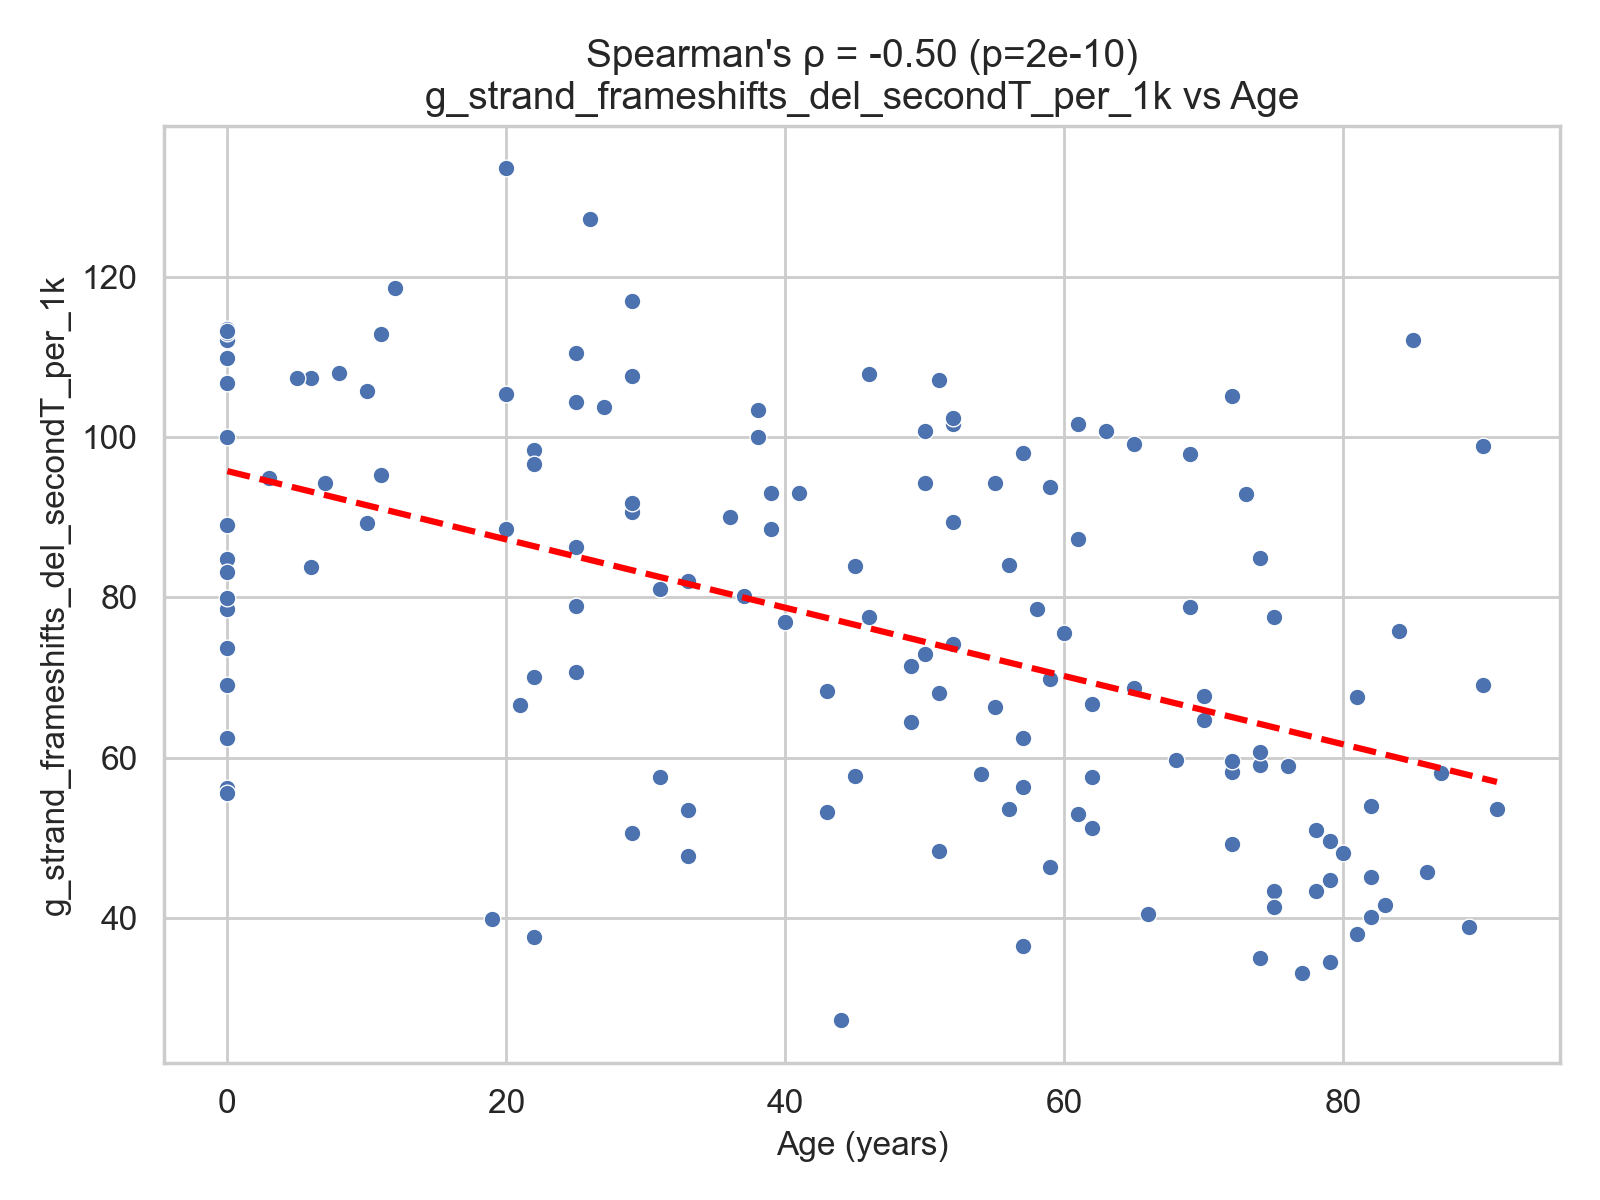 Spearman's ρ = -0.50 (p=2e-10)
g_strand_frameshifts_del_secondT_per_1k vs Age
g_strand_frameshifts_del_secondT_per_1k
120
100
80
60
40
0 20 40 60 80
Age (years)